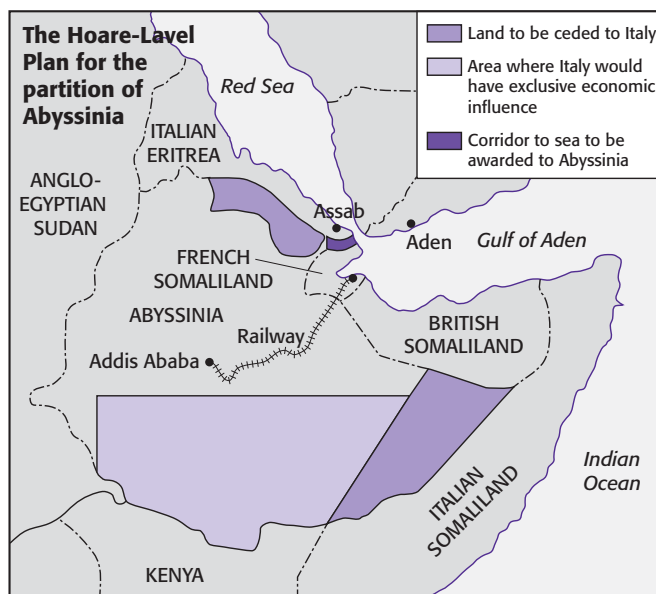 The Hoare-Lavel
Plan for the
partition of
Abyssinia
Land to be ceded to Italy
Area where Italy would
have exclusive economic
influence
Corridor to sea to be
awarded to Abyssinia
Red Sea
ITALIAN
ERITREA
ANGLO-
EGYPTIAN
SUDAN
Assab
Aden
Gulf of Aden
FRENCH
SOMALILAND
ABYSSINIA
Railway
BRITISH
SOMALILAND
Addis Ababa
Indian
Ocean
ITALIAN
SOMALILAND
KENYA